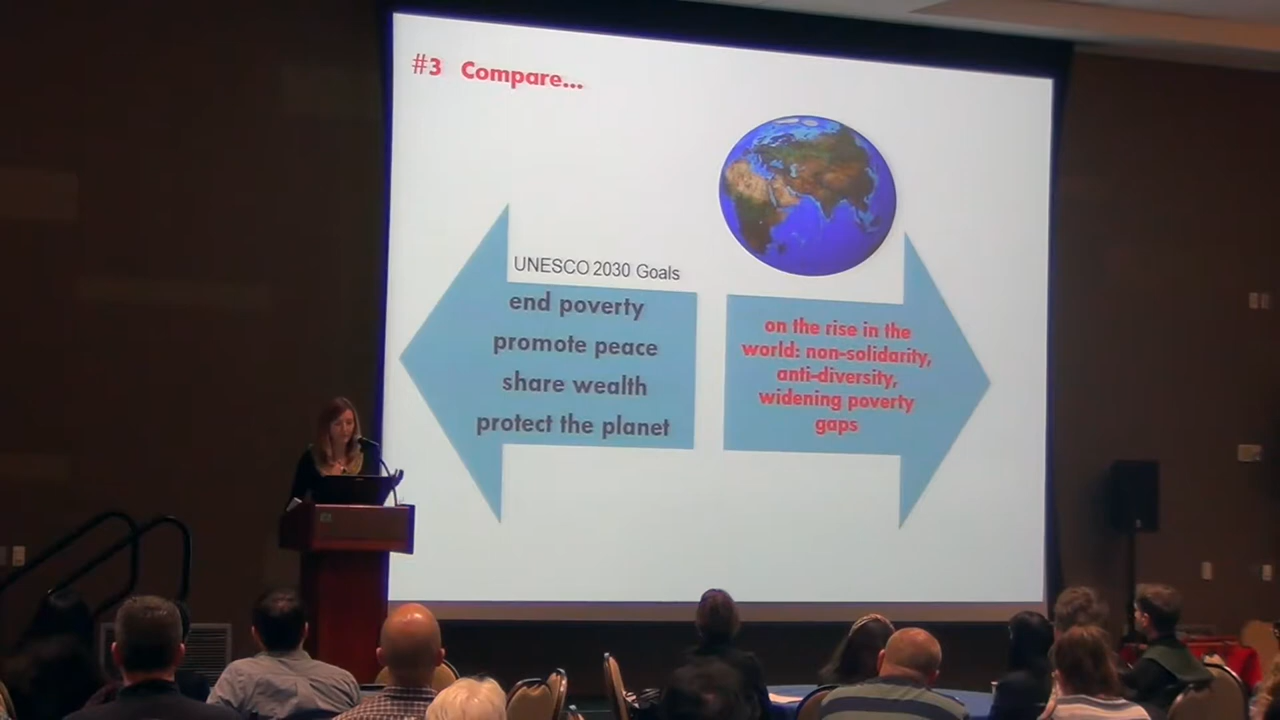 #3 Compare...
UNESCO 2030 Goals
end poverty
promote peace
share wealth
protect the planet
on the rise in the
world: non-solidarity,
anti-diversity,
widening poverty
gaps